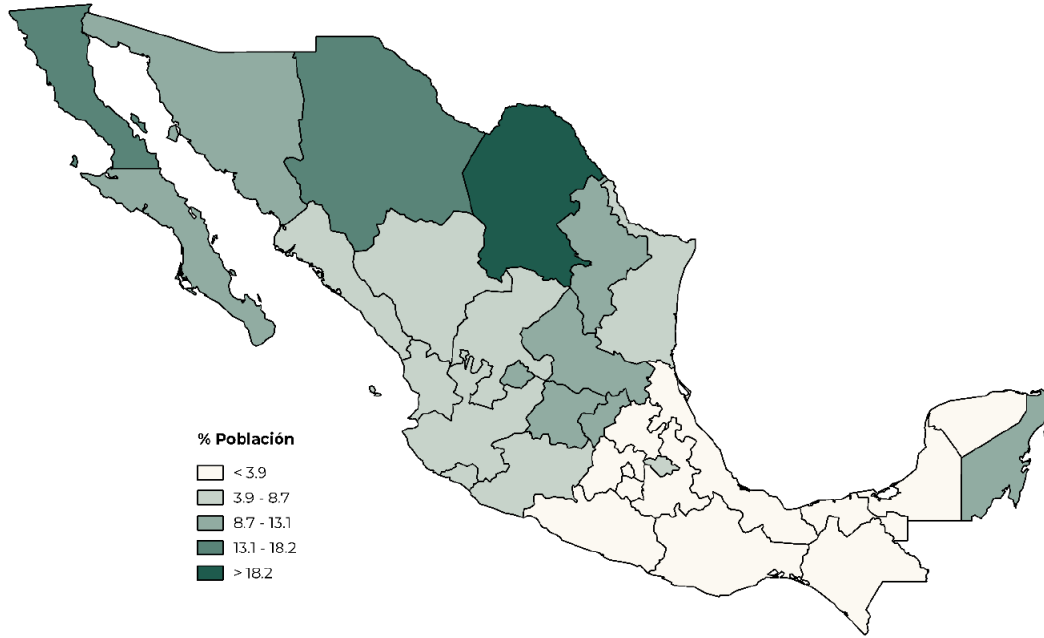 % Población
< 3.9
3.9 - 8.7
8.7 - 13.1
13.1 - 18.2
> 18.2